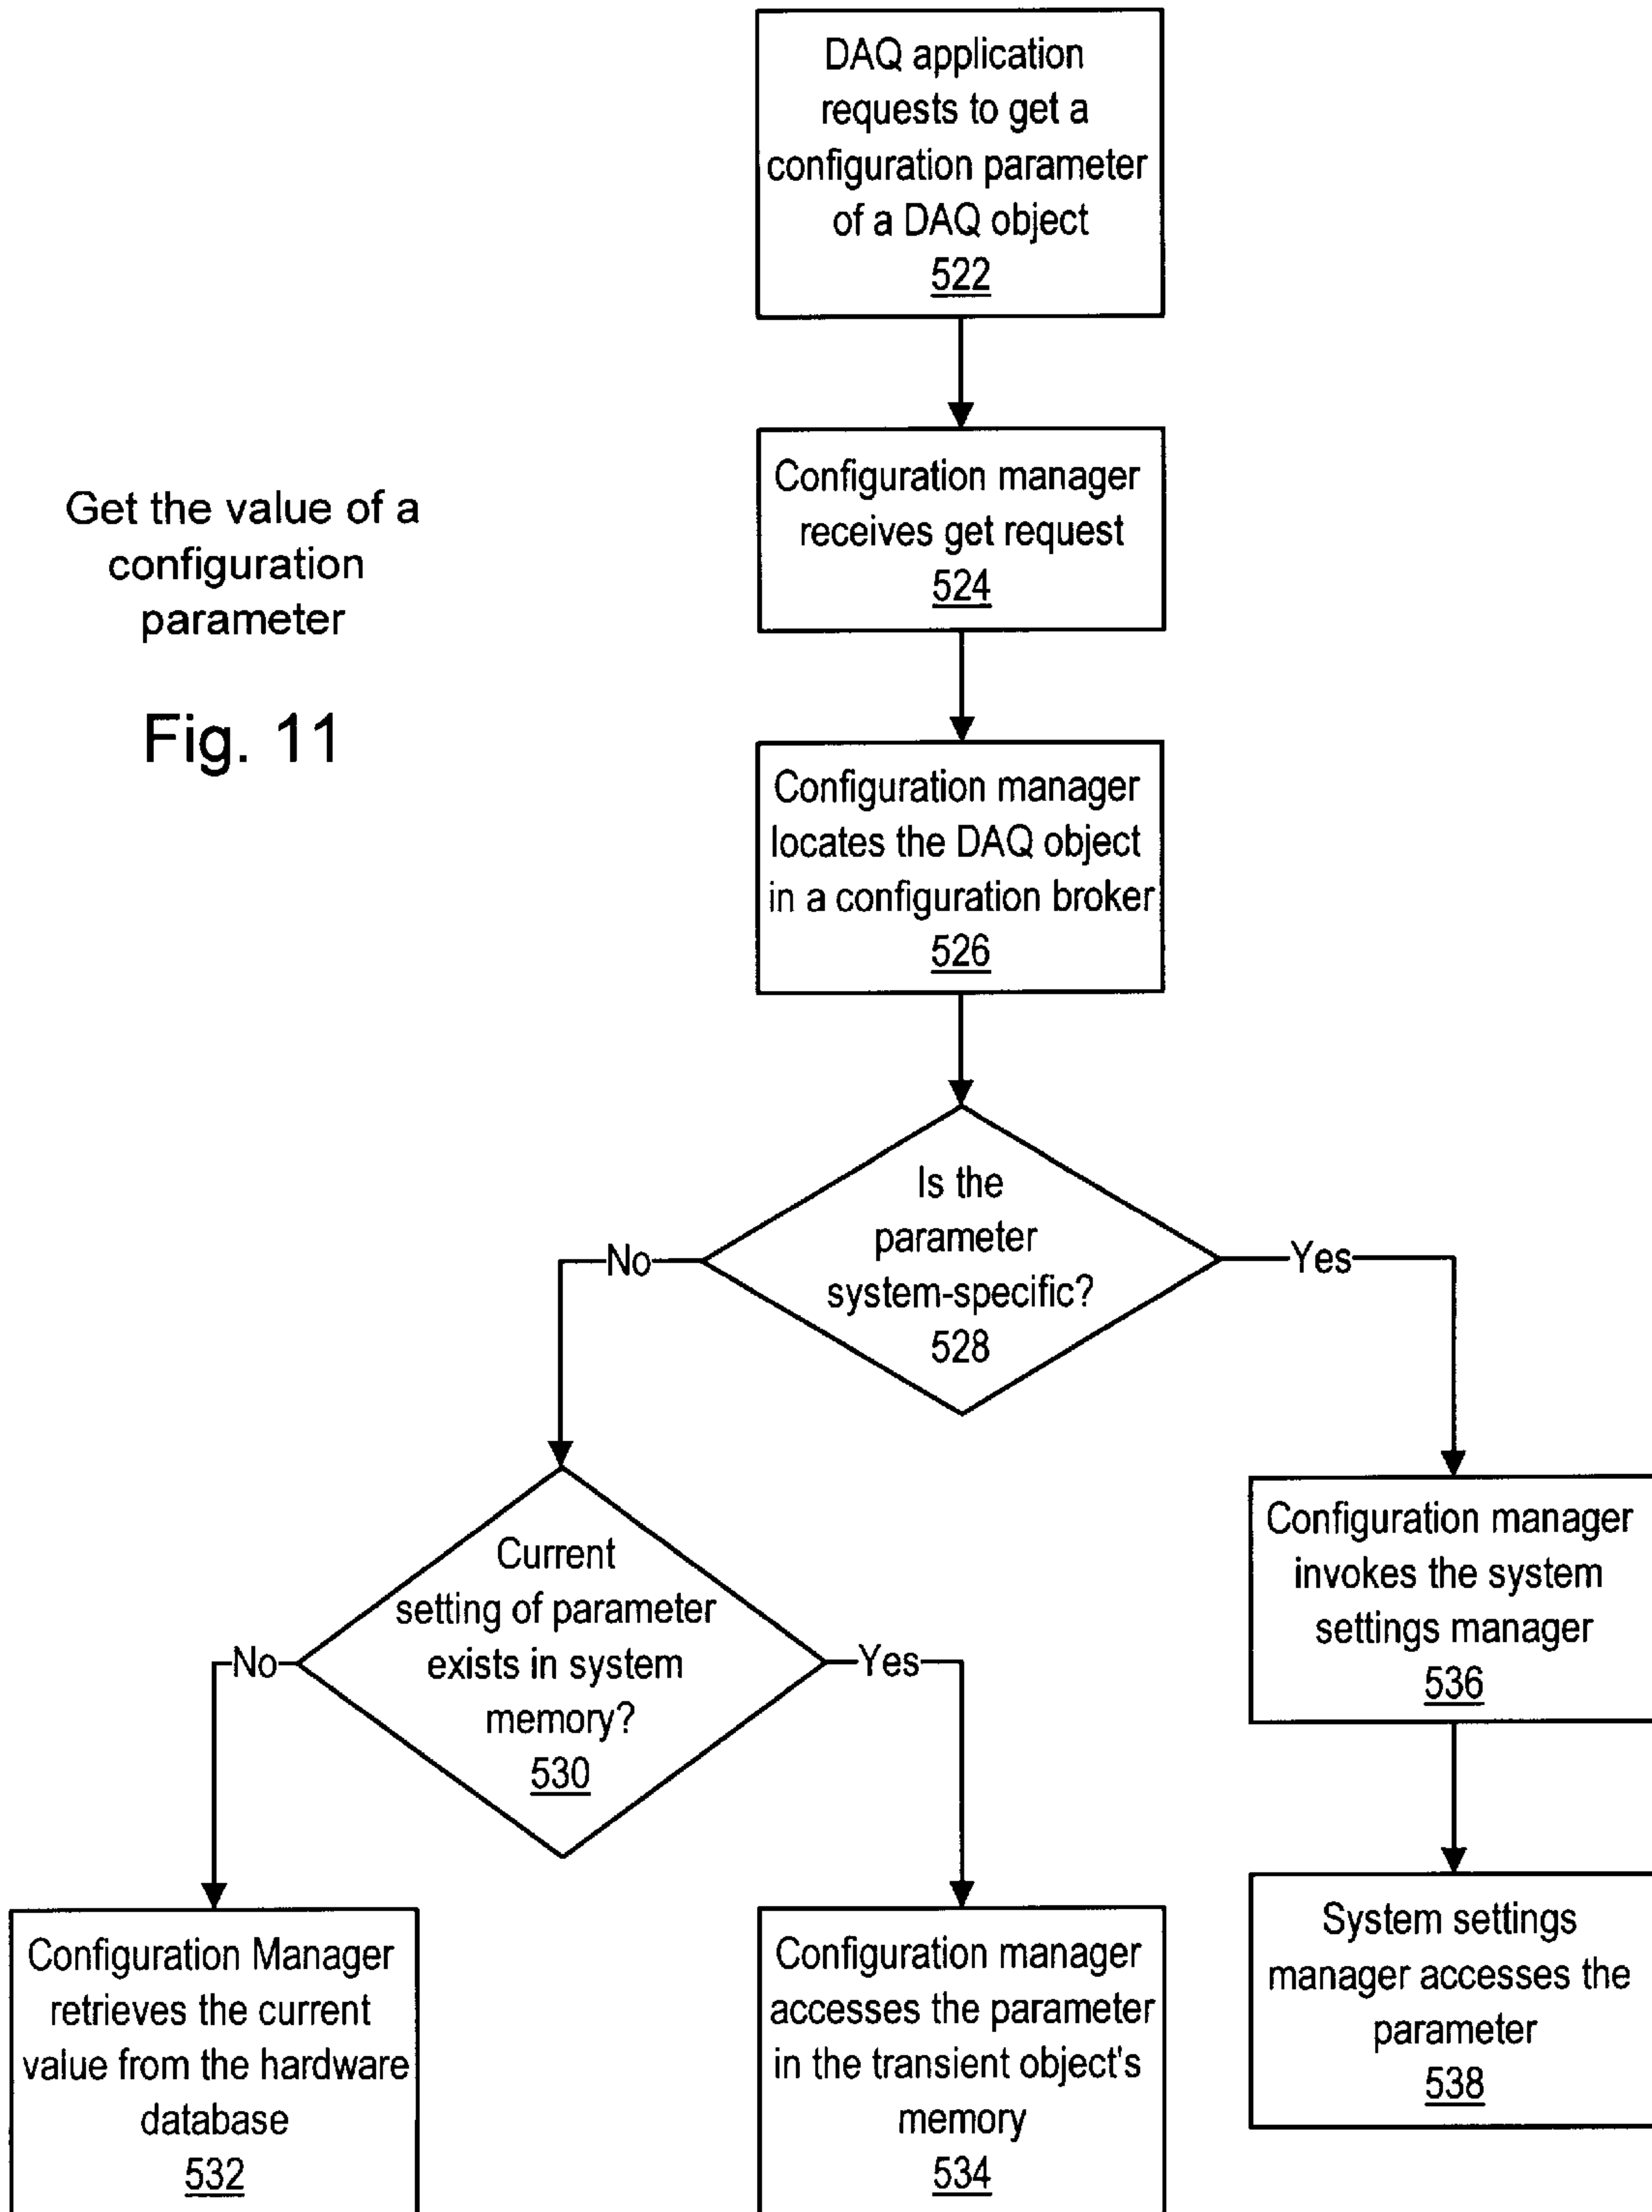 DAQ application
requests to get a
configuration parameter
of a DAQ object
522
Configuration manager
receives get request
524
Get the value of a
configuration
parameter
Fig. 11
Configuration manager
locates the DAQ object
in a configuration broker
526
Is the
parameter
system-specific?
528
No
Yes
Current
setting of parameter
exists in system
memory?
530
No
Yes
Configuration manager
invokes the system
settings manager
536
Configuration Manager
retrieves the current
value from the hardware
database
532
Configuration manager
accesses the parameter
in the transient object's
memory
534
System settings
manager accesses the
parameter
538